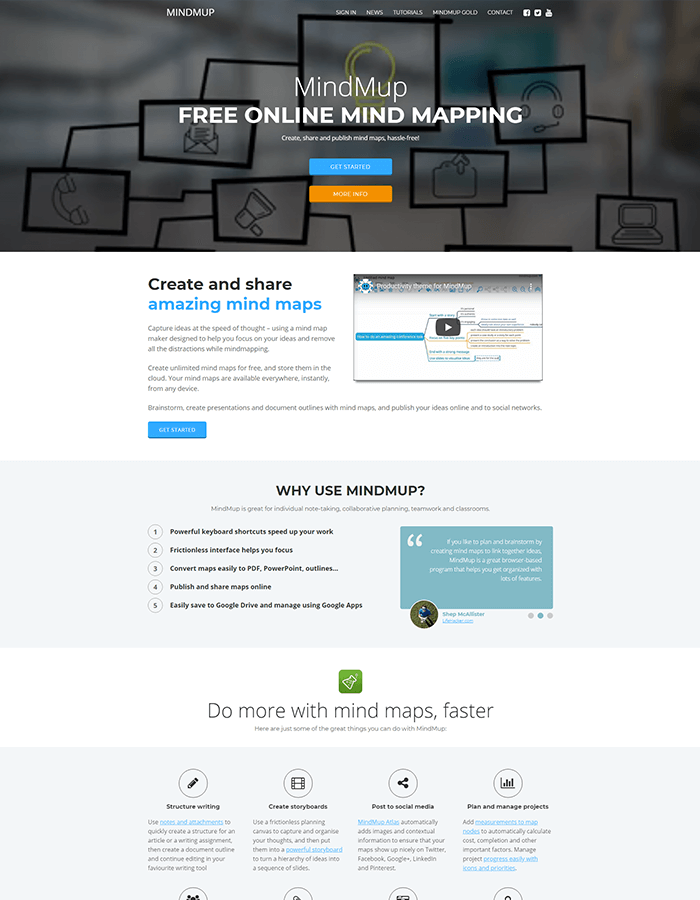 MINDMUP
SIGN IN NEWS TUTORIALS MINDMUP GOLD CONTACT
MindMup
FREE ONLINE MIND MAPPING
Create, share and publish mind maps, hassle-free!
GET STARTED
MORE INFO
Create and share
amazing mind maps
Capture ideas at the speed of thought – using a mind map
maker designed to help you focus on your ideas and remove
all the distractions while mindmapping.
Create unlimited mind maps for free, and store them in the
cloud. Your mind maps are available everywhere, instantly,
from any device.
Productivity theme for MindMup
Start with a story
How to do an amazing conference talk
End with a strong message
Brainstorm, create presentations and document outlines with mind maps, and publish your ideas online and to social networks.
GET STARTED
WHY USE MINDMUP?
MindMup is great for individual note-taking, collaborative planning, teamwork and classrooms.
1 Powerful keyboard shortcuts speed up your work
2 Frictionless interface helps you focus
3 Convert maps easily to PDF, PowerPoint, outlines...
4 Publish and share maps online
5 Easily save to Google Drive and manage using Google Apps
If you like to plan and brainstorm by
creating mind maps to link together ideas,
MindMup is a great browser-based
program that helps you get organized with
lots of features.
Shep McAllister
Lifehacker.com
Do more with mind maps, faster
Here are just some of the great things you can do with MindMup:
Structure writing
Use notes and attachments to
quickly create a structure for an
article or a writing assignment,
then create a document outline
and continue editing in your
faviourite writing tool
Create storyboards
Use a frictionless planning
canvas to capture and organise
your thoughts, and then put
them into a powerful storyboard
to turn a hierarchy of ideas into
a sequence of slides.
Post to social media
MindMup Atlas automatically
adds images and contextual
information to ensure that your
maps show up nicely on Twitter,
Facebook, Google+, LinkedIn
and Pinterest.
Plan and manage projects
Add measurements to map
nodes to automatically calculate
cost, completion and other
important factors. Manage
project progress easily with
icons and priorities.